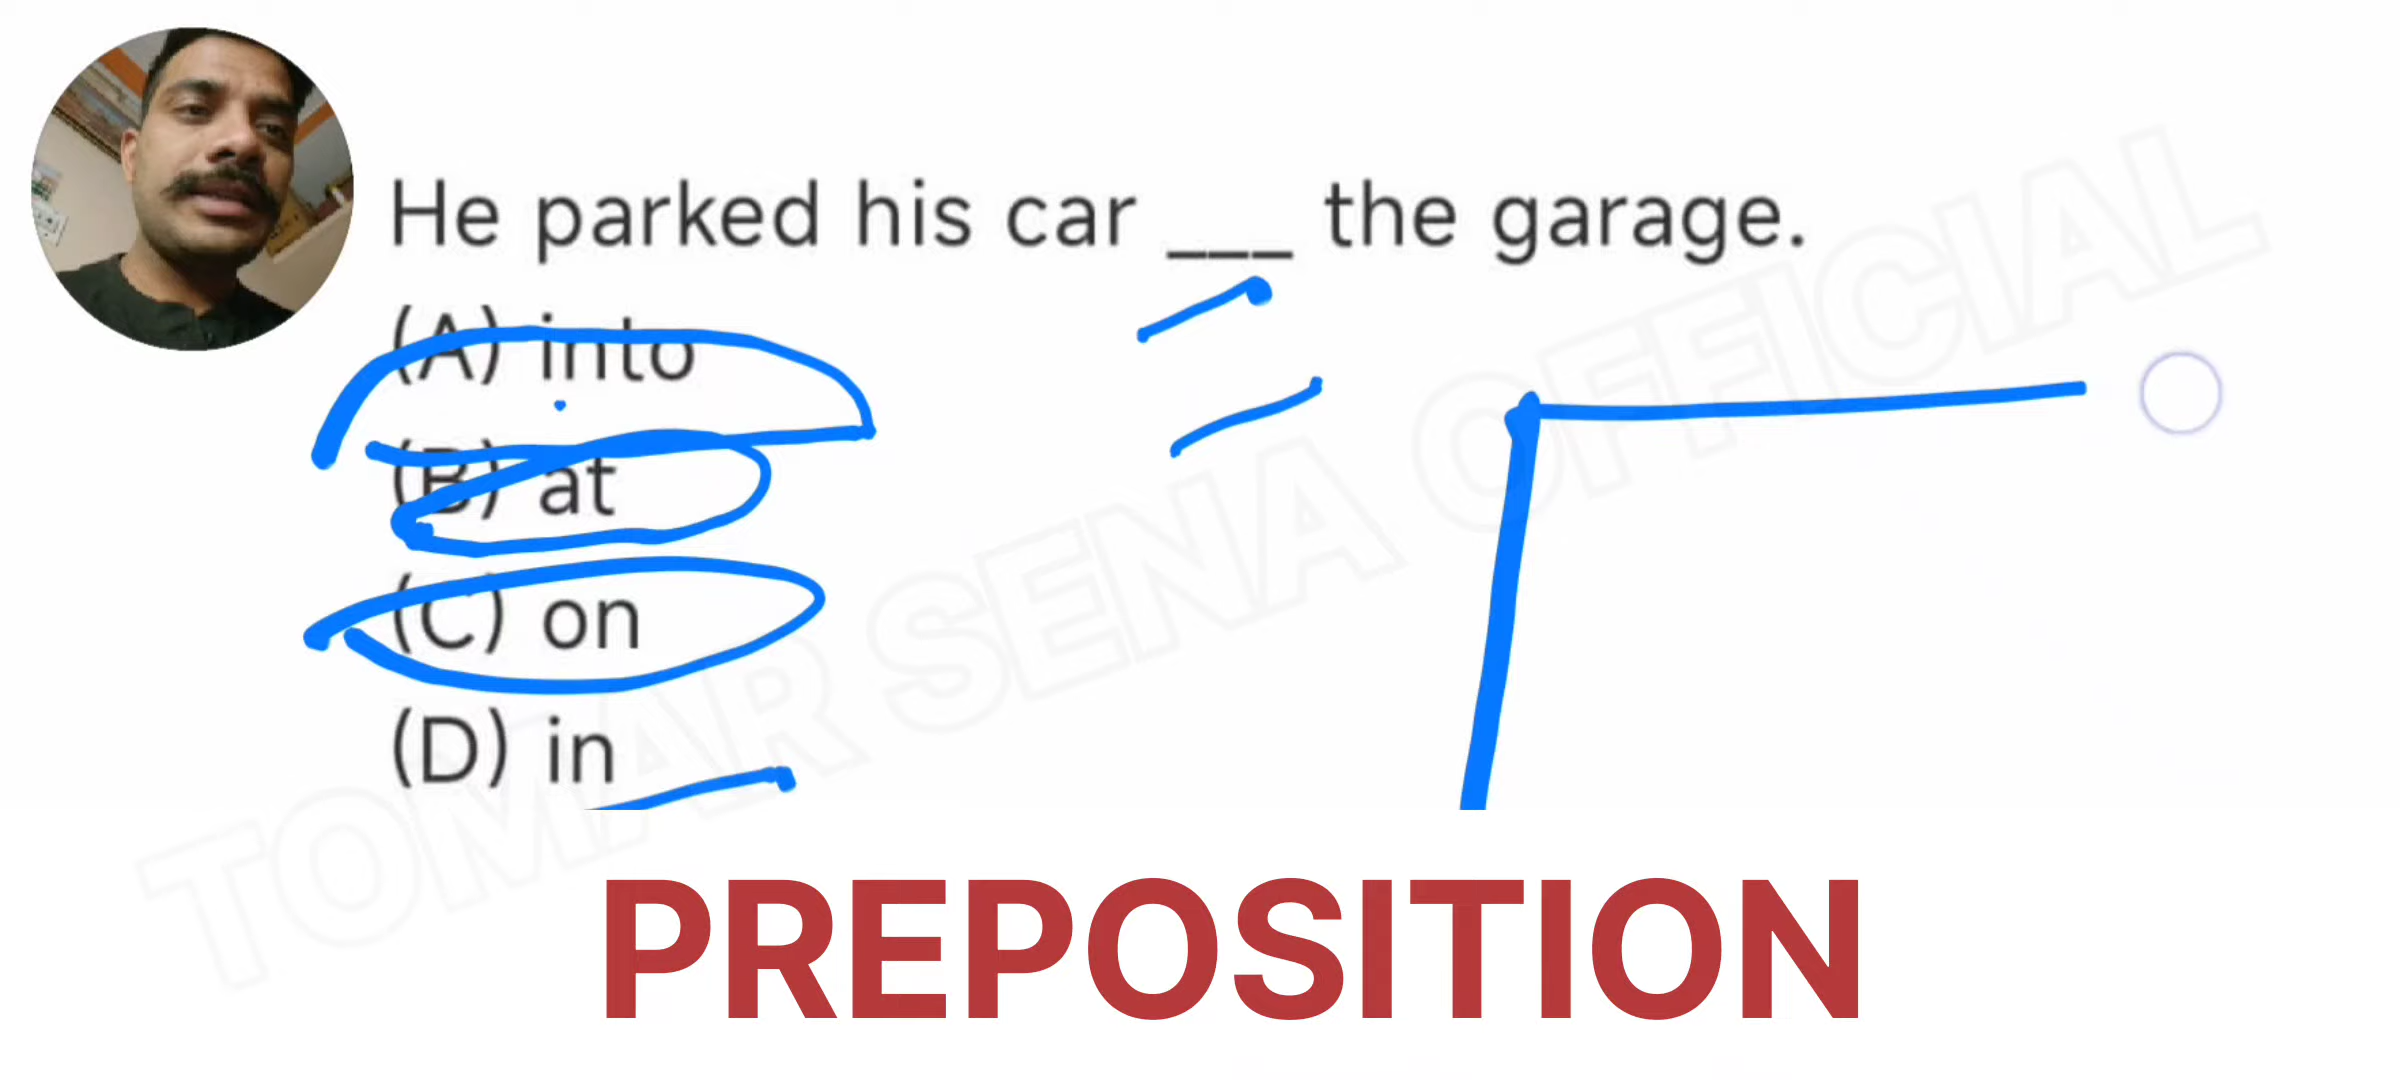 He parked his car ___ the garage.
(A) into
(B) at
(C) on
(D) in
TOMAR SENA OFFICIAL
PREPOSITION